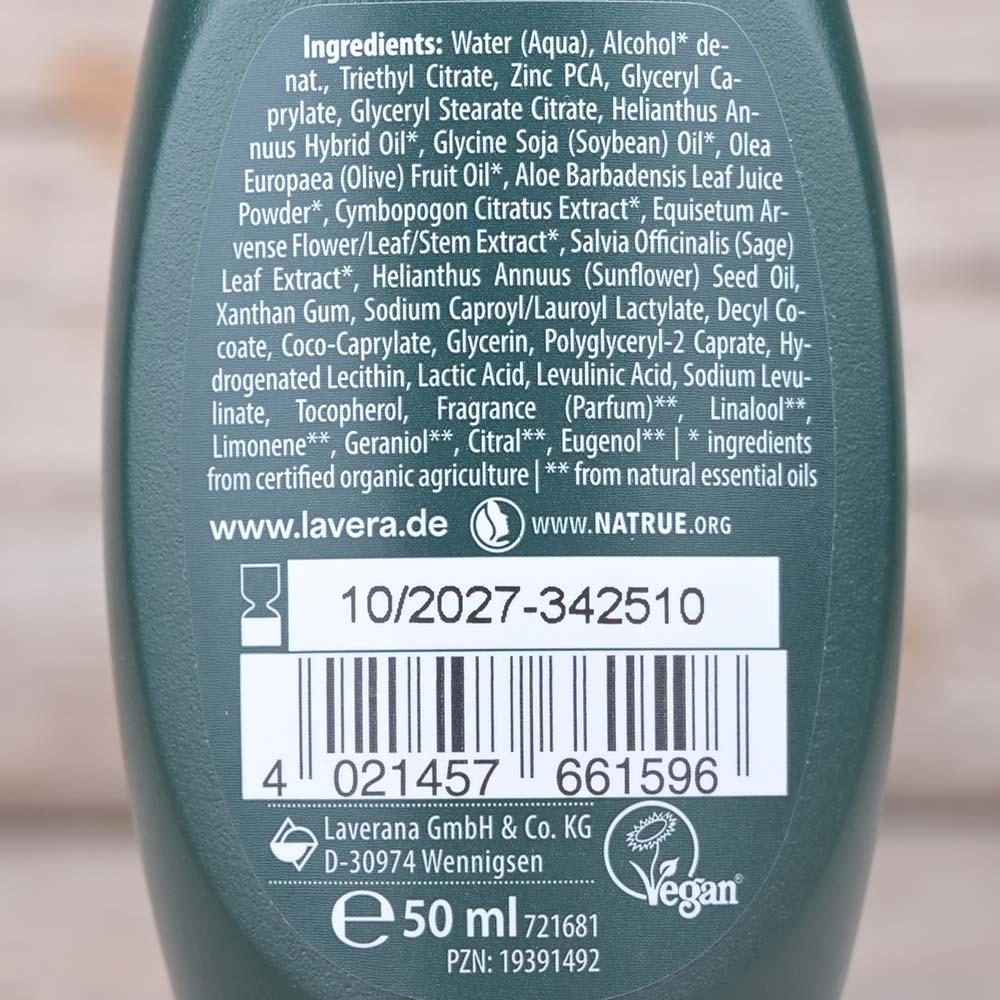 Ingredients: Water (Aqua), Alcohol* de-
nat., Triethyl Citrate, Zinc PCA, Glyceryl Ca-
prylate, Glyceryl Stearate Citrate, Helianthus An-
nuus Hybrid Oil*, Glycine Soja (Soybean) Oil*, Olea
Europaea (Olive) Fruit Oil*, Aloe Barbadensis Leaf Juice
Powder*, Cymbopogon Citratus Extract*, Equisetum Ar-
vense Flower/Leaf/Stem Extract*, Salvia Officinalis (Sage)
Leaf Extract*, Helianthus Annuus (Sunflower) Seed Oil,
Xanthan Gum, Sodium Caproyl/Lauroyl Lactylate, Decyl Co-
coate, Coco-Caprylate, Glycerin, Polyglyceryl-2 Caprate, Hy-
drogenated Lecithin, Lactic Acid, Levulinic Acid, Sodium Levu-
linate, Tocopherol, Fragrance (Parfum)**, Linalool**,
Limonene**, Geraniol**, Citral**, Eugenol** | * ingredients
from certified organic agriculture | ** from natural essential oils
www.lavera.de www.NATRUE.ORG
10/2027-342510
4 021457 661596
Laverana GmbH & Co. KG
D-30974 Wennigsen
Vegan®
℮ 50 ml 721681
PZN: 19391492